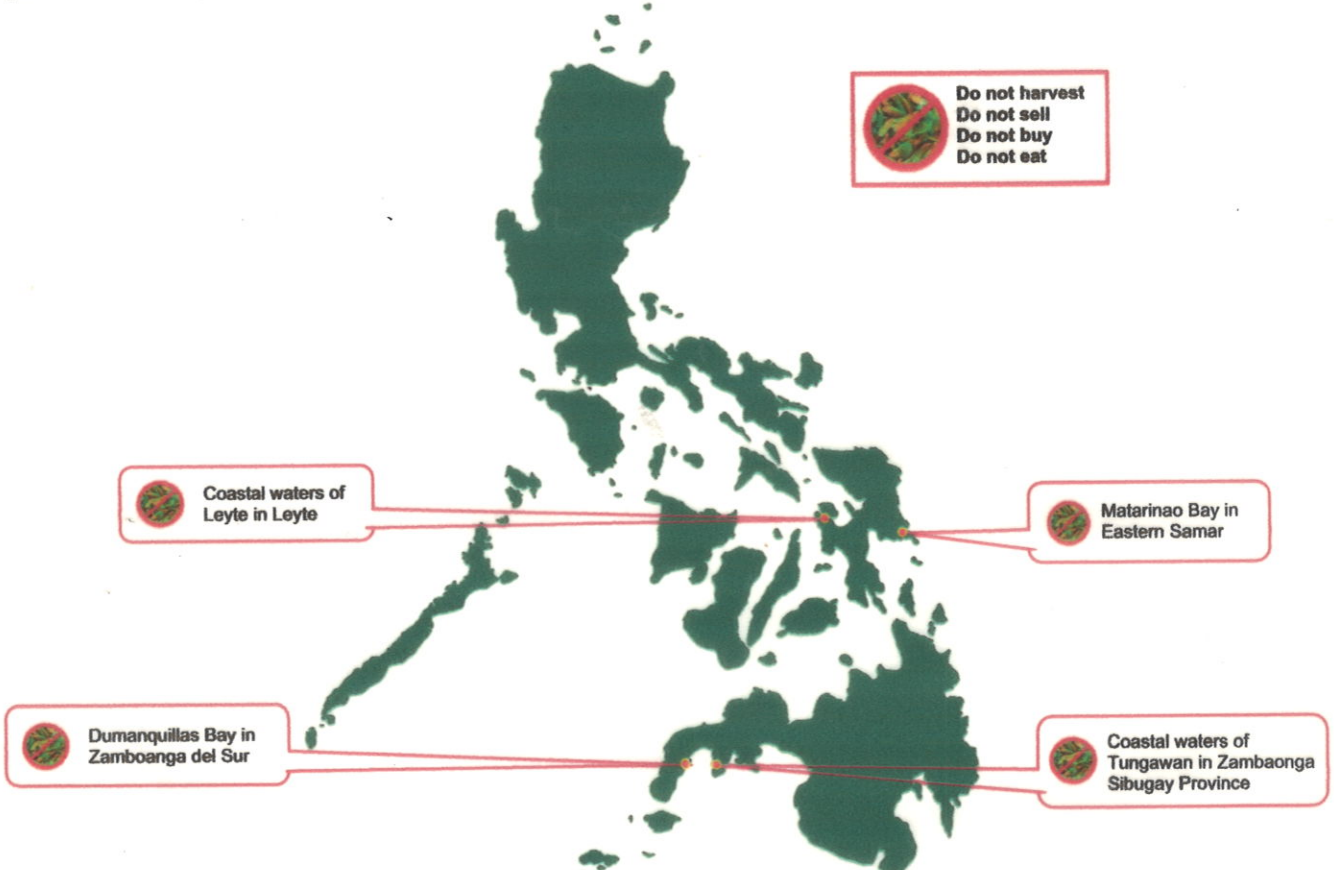 Do not harvest
Do not sell
Do not buy
Do not eat
Coastal waters of
Leyte in Leyte
Matarinao Bay in
Eastern Samar
Dumanquillas Bay in
Zamboanga del Sur
Coastal waters of
Tungawan in Zambaonga
Sibugay Province